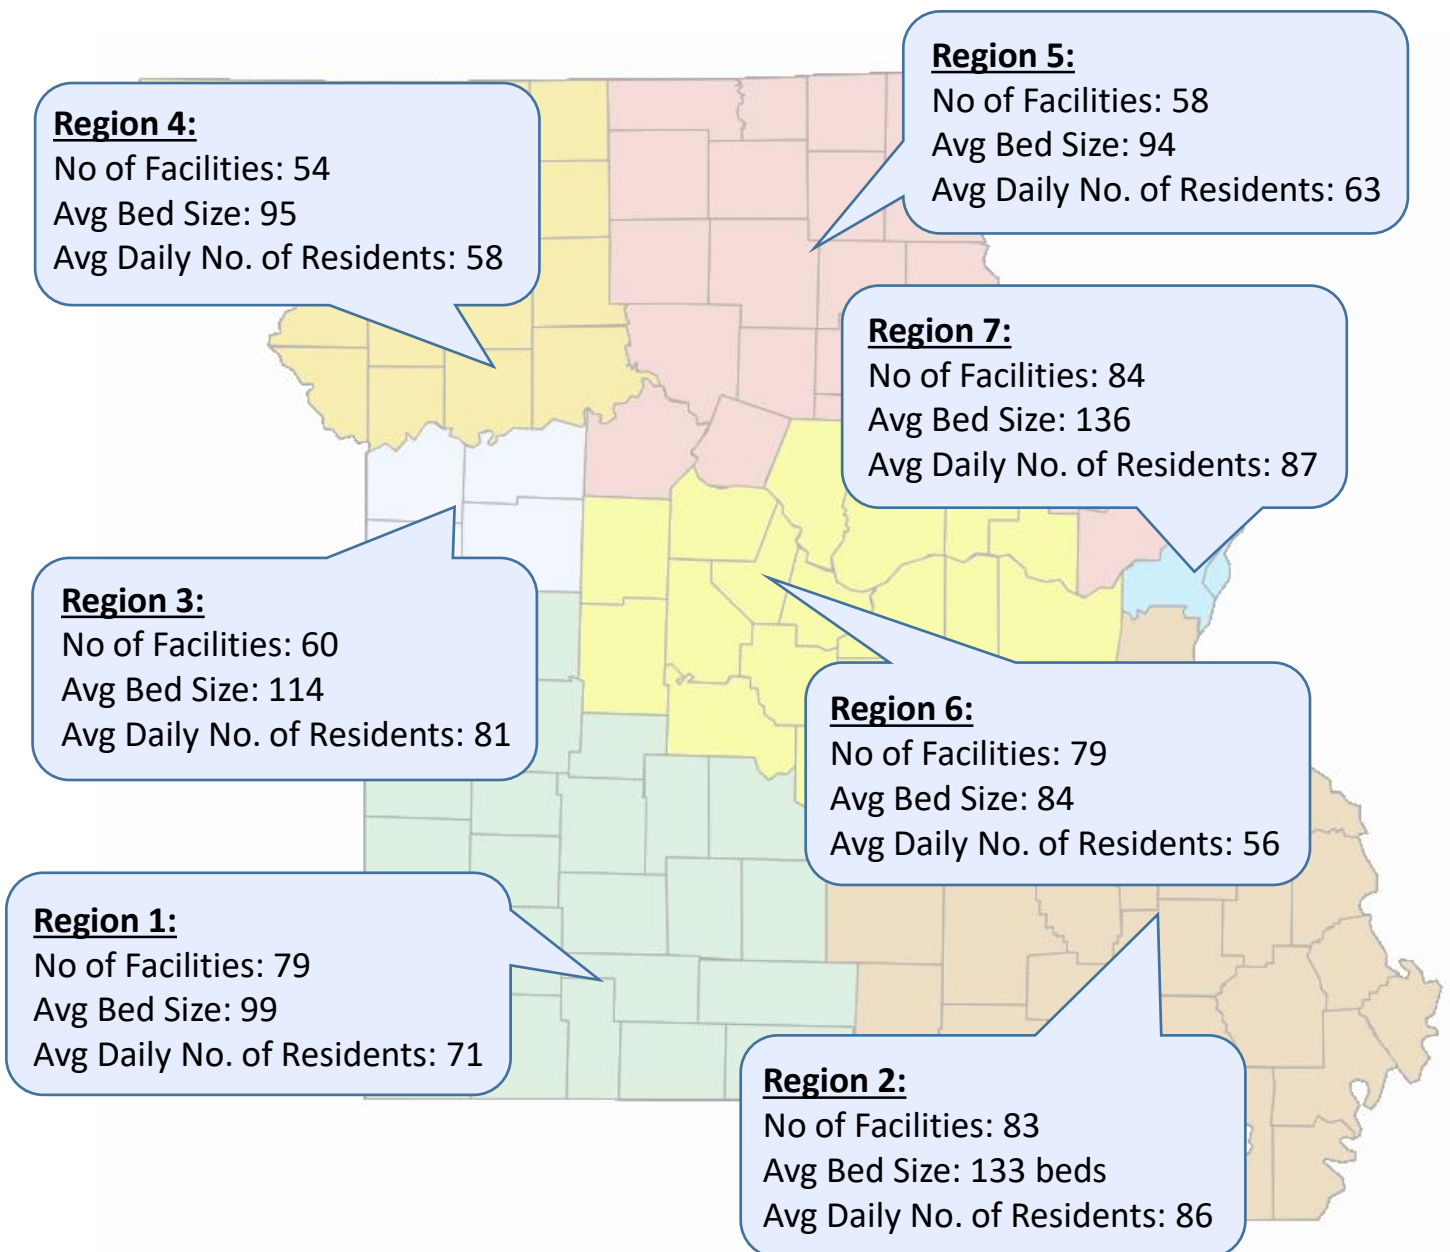 Region 5:
No of Facilities: 58
Avg Bed Size: 94
Avg Daily No. of Residents: 63
Region 4:
No of Facilities: 54
Avg Bed Size: 95
Avg Daily No. of Residents: 58
Region 7:
No of Facilities: 84
Avg Bed Size: 136
Avg Daily No. of Residents: 87
Region 3:
No of Facilities: 60
Avg Bed Size: 114
Avg Daily No. of Residents: 81
Region 6:
No of Facilities: 79
Avg Bed Size: 84
Avg Daily No. of Residents: 56
Region 1:
No of Facilities: 79
Avg Bed Size: 99
Avg Daily No. of Residents: 71
Region 2:
No of Facilities: 83
Avg Bed Size: 133 beds
Avg Daily No. of Residents: 86